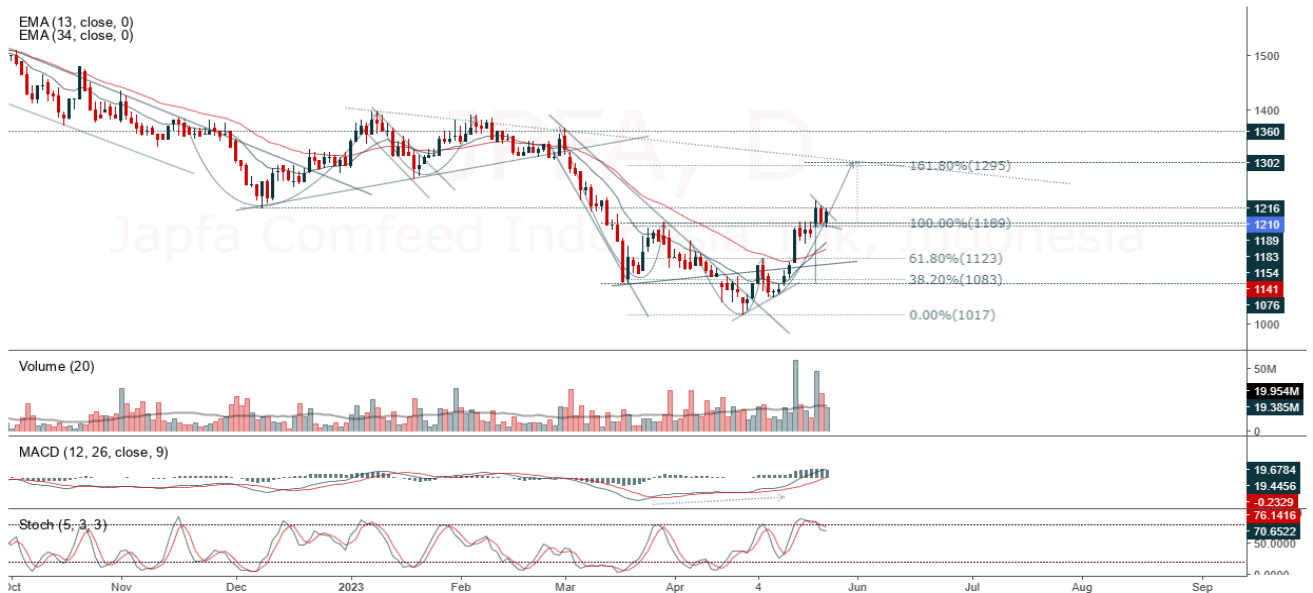 EMA (13, close, 0)
EMA (34, close, 0)
JPFA, D
Japfa Comfeed Indonesia Tbk, Indonesia
1500
1400
1360
161.80%(1295)
1302
1216
1210
100.00%(1189)
1189
1183
61.80%(1123)
1154
38.20%(1083)
1141
1076
0.00%(1017)
1000
Volume (20)
50M
19.954M
19.385M
0
MACD (12, 26, close, 9)
19.6784
19.4456
-0.2329
Stoch (5, 3, 3)
76.1416
70.6522
50.0000
0.0000
Oct Nov Dec 2023 Feb Mar Apr 4 Jun Jul Aug Sep